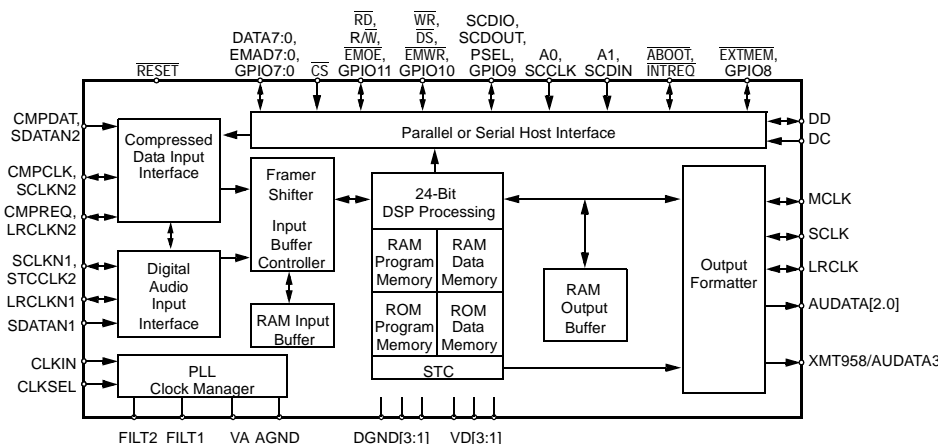 RD,
WR,
SCDIO,
DATA7:0,
R/W,
DS,
SCDOUT,
EMAD7:0,
EMOE,
EMWR,
PSEL,
A0,
A1,
ABOOT,
EXTMEM,
RESET
GPIO7:0
CS
GPIO11
GPIO10
GPIO9
SCCLK
SCDIN
INTREQ
GPIO8
CMPDAT,
SDATAN2
CMPCLK,
SCLKN2
CMPREQ,
LRCLKN2
SCLKN1,
STCCLK2
LRCLKN1
SDATAN1
CLKIN
CLKSEL
Compressed
Data Input
Interface
Digital
Audio
Input
Interface
PLL
Clock Manager
Parallel or Serial Host Interface
Framer
Shifter
Input
Buffer
Controller
RAM Input
Buffer
24-Bit
DSP Processing
RAM
Program
Memory
RAM
Data
Memory
ROM
Program
Memory
ROM
Data
Memory
STC
RAM
Output
Buffer
Output
Formatter
DD
DC
MCLK
SCLK
LRCLK
AUDATA[2.0]
XMT958/AUDATA3
FILT2 FILT1 VA AGND DGND[3:1] VD[3:1]